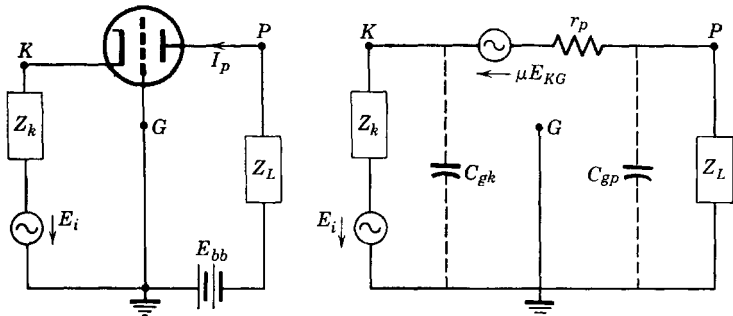 K
P
I_p
Z_k
G
Z_L
E_i
E_bb
K
r_p
P
μE_KG
Z_k
G
C_gk
C_gp
Z_L
E_i